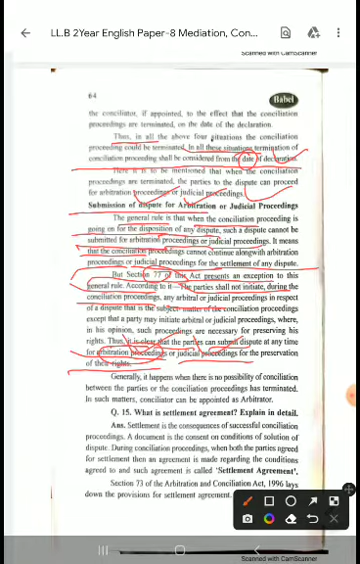 LL.B 2Year English Paper-8 Mediation, Con...
Scanned with CamScanner
64
Babel
the conciliator, if appointed, to the effect that the conciliation
proceedings are terminated, on the date of the declaration.
Thus, in all the above four situations the conciliation
proceeding could be terminated. In all these situations termination of
conciliation proceeding shall be considered from the date of declaration.
Here it is to be mentioned that when the conciliation
proceedings are terminated, the parties to the dispute can proceed
for arbitration proceedings or judicial proceedings.
Submission of dispute for Arbitration or Judicial Proceedings
The general rule is that when the conciliation proceeding is
going on for the disposition of any dispute, such a dispute cannot be
submitted for arbitration proceedings or judicial proceedings. It means
that the conciliation proceedings cannot continue alongwith arbitration
proceedings or judicial proceedings for the settlement of any dispute.
But Section 77 of this Act presents an exception to this
general rule. According to it— The parties shall not initiate, during the
conciliation proceedings, any arbitral or judicial proceedings in respect
of a dispute that is the subject-matter of the conciliation proceedings
except that a party may initiate arbitral or judicial proceedings, where,
in his opinion, such proceedings are necessary for preserving his
rights. Thus, it is clear that the parties can submit dispute at any time
for arbitration proceedings or judicial proceedings for the preservation
of their rights.
Generally, it happens when there is no possibility of conciliation
between the parties or the conciliation proceedings has terminated.
In such matters, conciliator can be appointed as Arbitrator.
Q. 15. What is settlement agreement? Explain in detail.
Ans. Settlement is the consequences of successful conciliation
proceedings. A document is the consent on conditions of solution of
dispute. During conciliation proceedings, when both the parties agreed
for settlement then an agreement is made regarding the conditions
agreed to and such agreement is called 'Settlement Agreement'.
Section 73 of the Arbitration and Conciliation Act, 1996 lays
down the provisions for settlement agreement.
Scanned with CamScanner